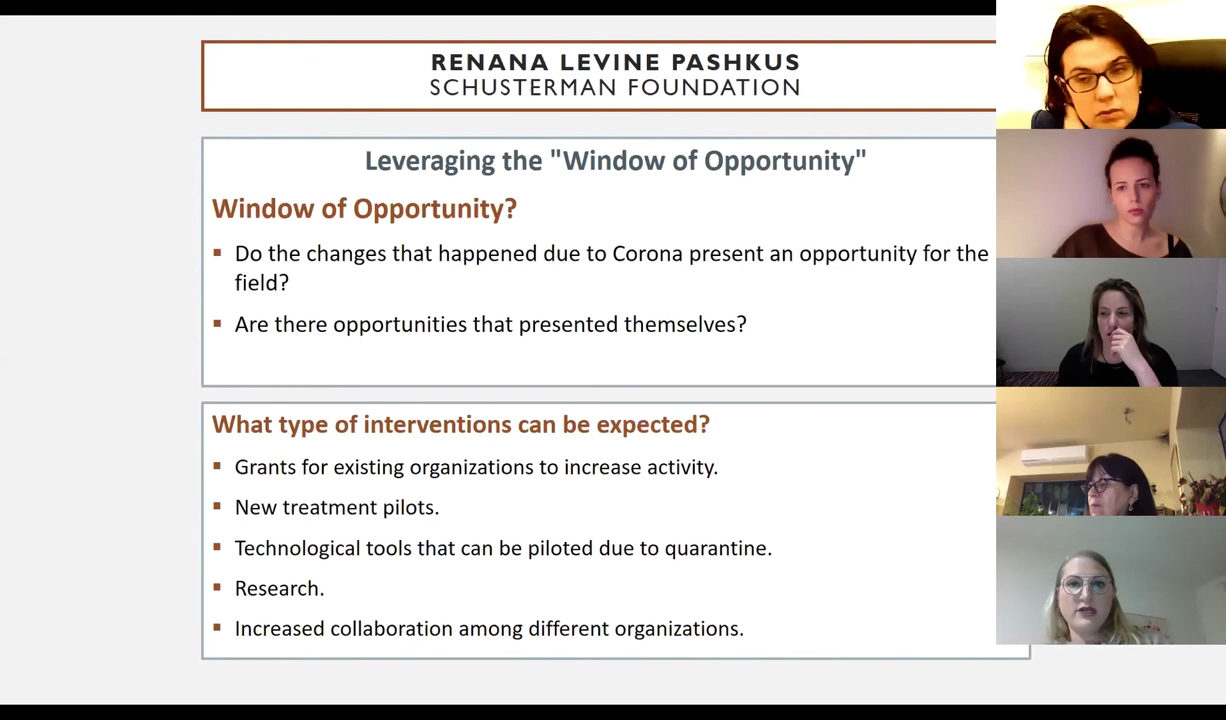 RENANA LEVINE PASHKUS
SCHUSTERMAN FOUNDATION
Leveraging the "Window of Opportunity"
Window of Opportunity?
▪ Do the changes that happened due to Corona present an opportunity for the
field?
▪ Are there opportunities that presented themselves?
What type of interventions can be expected?
▪ Grants for existing organizations to increase activity.
▪ New treatment pilots.
▪ Technological tools that can be piloted due to quarantine.
▪ Research.
▪ Increased collaboration among different organizations.